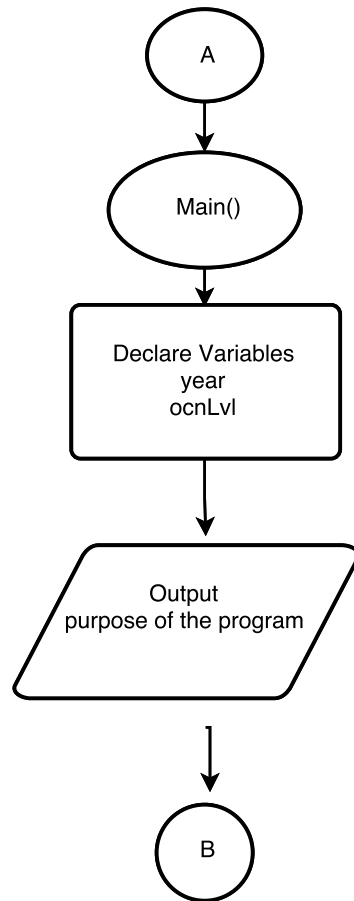 A
Main()
Declare Variables
year
ocnLvl
Output
purpose of the program
B